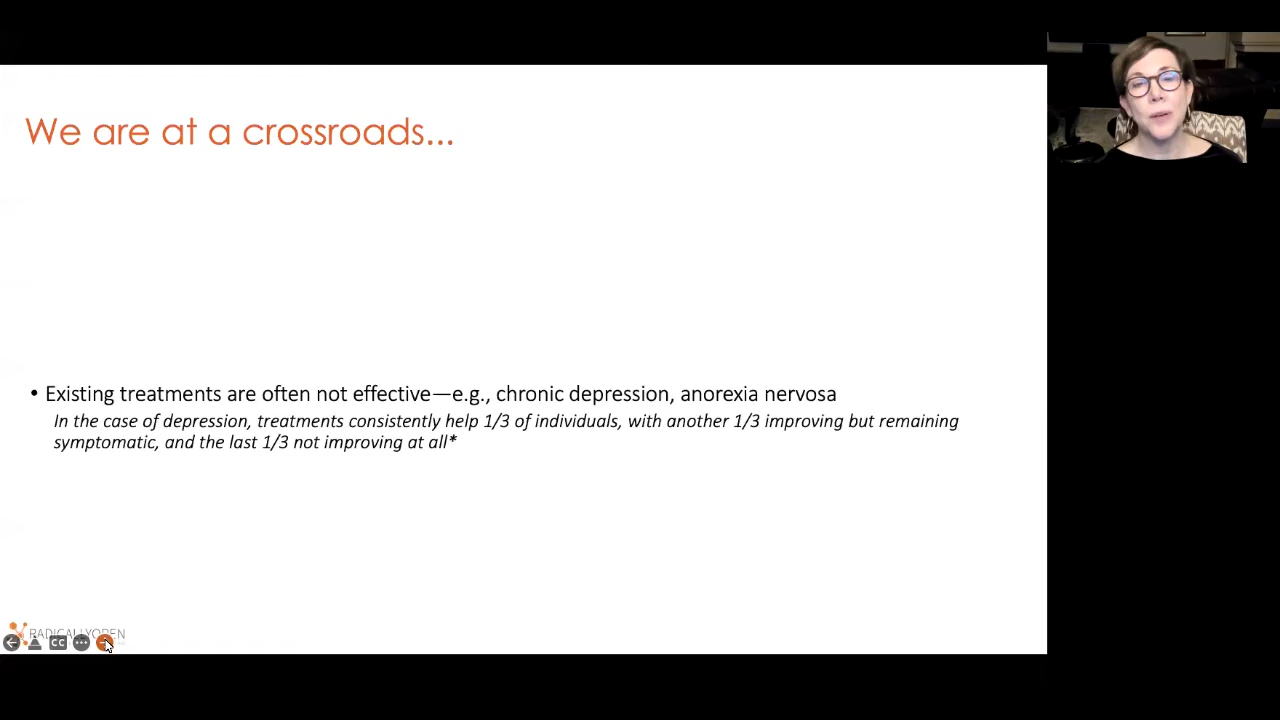 We are at a crossroads...
• Existing treatments are often not effective—e.g., chronic depression, anorexia nervosa
In the case of depression, treatments consistently help 1/3 of individuals, with another 1/3 improving but remaining
symptomatic, and the last 1/3 not improving at all*
RADICALLYOPEN
CC